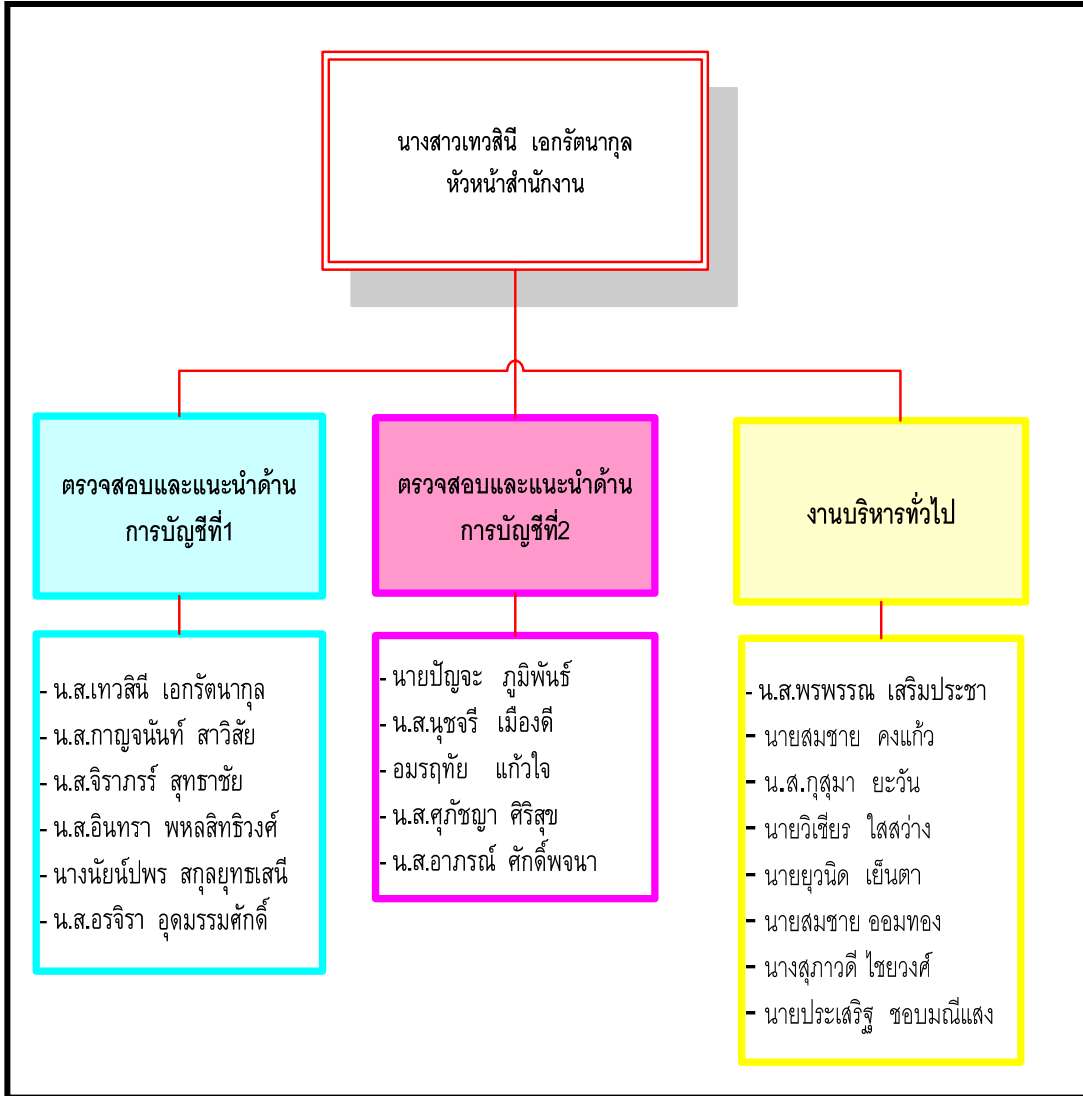 นางสาวเทวสินี เอกรัตนากุล
หัวหน้าสำนักงาน
ตรวจสอบและแนะนำด้าน
การบัญชีที่1
- น.ส.เทวสินี เอกรัตนากุล
- น.ส.กาญจนันท์ สาวิสัย
- น.ส.จิราภรร์ สุทธาชัย
- น.ส.อินทรา พหลสิทธิวงศ์
- นางนัยน์ปพร สกุลยุทธเสนี
- น.ส.อรจิรา อุดมรรมศักดิ์
ตรวจสอบและแนะนำด้าน
การบัญชีที่2
- นายปัญจะ ภูมิพันธ์
- น.ส.นุชจรี เมืองดี
- อมรฤทัย แก้วใจ
- น.ส.ศุภัชญา ศิริสุข
- น.ส.อาภรณ์ ศักดิ์พจนา
งานบริหารทั่วไป
- น.ส.พรพรรณ เสริมประชา
- นายสมชาย คงแก้ว
- น.ส.กุสุมา ยะวัน
- นายวิเชียร ใสสว่าง
- นายยุวนิด เย็นตา
- นายสมชาย ออมทอง
- นางสุภาวดี ไชยวงศ์
- นายประเสริฐ ชอบมณีแสง